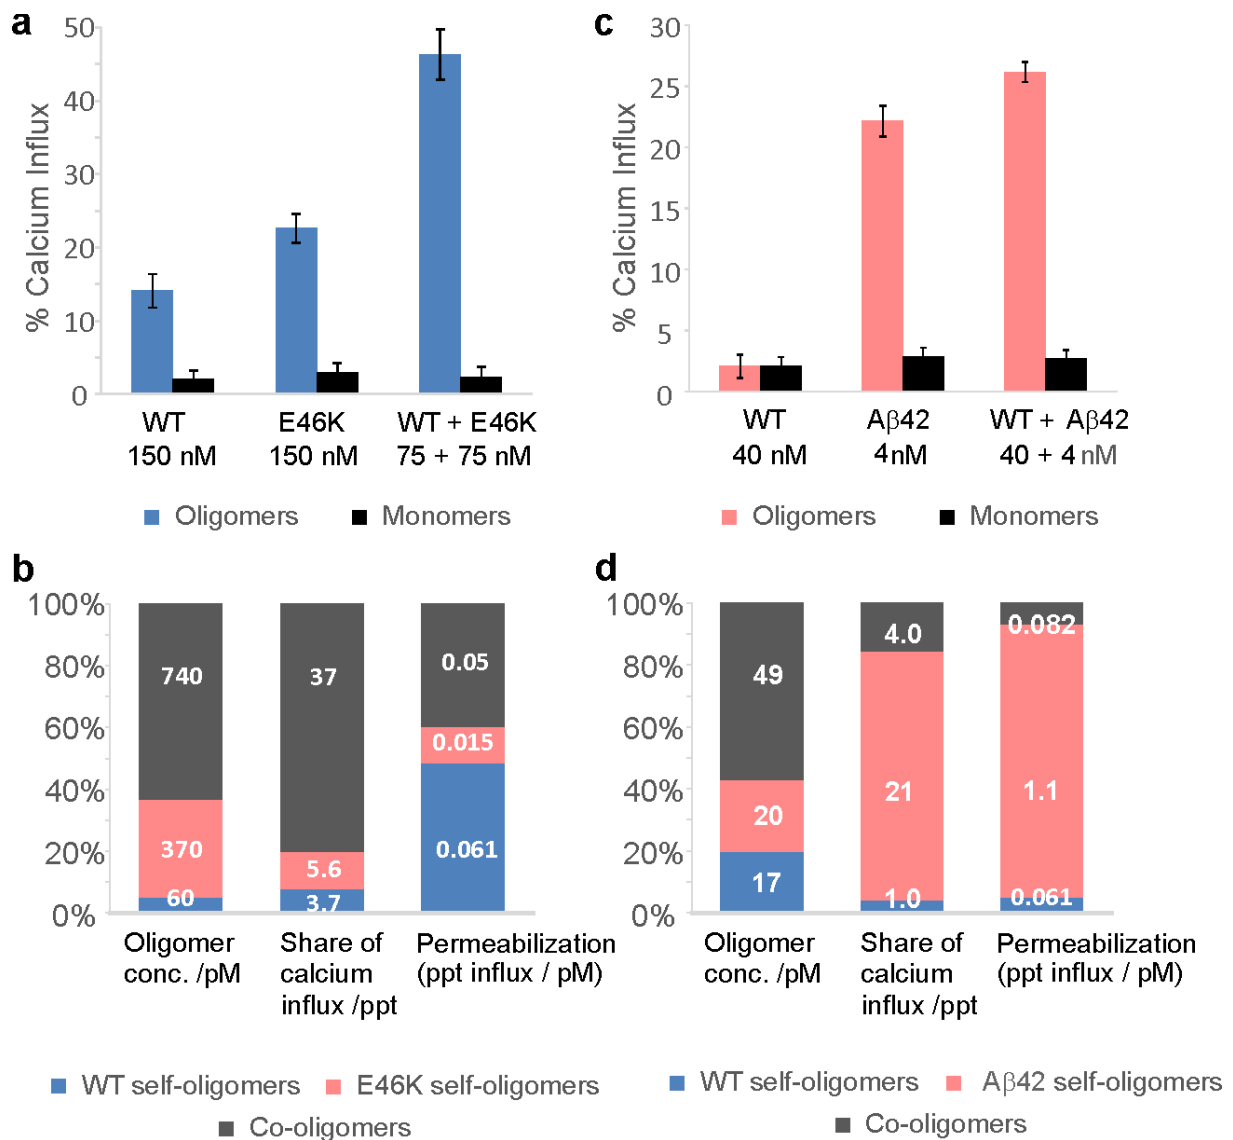 a
% Calcium Influx
50
40
30
20
10
0
WT
150 nM
E46K
150 nM
WT + E46K
75 + 75 nM
Oligomers
Monomers
c
% Calcium Influx
30
25
20
15
10
5
0
WT
40 nM
Aβ42
4nM
WT + Aβ42
40 + 4 nM
Oligomers
Monomers
b
100%
80%
60%
40%
20%
0%
740
370
60
37
5.6
3.7
0.05
0.015
0.061
Oligomer
conc. /pM
Share of
calcium
influx /ppt
Permeabilization
(ppt influx / pM)
WT self-oligomers
E46K self-oligomers
Co-oligomers
d
100%
80%
60%
40%
20%
0%
49
20
17
4.0
21
1.0
0.082
1.1
0.061
Oligomer
conc. /pM
Share of
calcium
influx /ppt
Permeabilization
(ppt influx / pM)
WT self-oligomers
Aβ42 self-oligomers
Co-oligomers